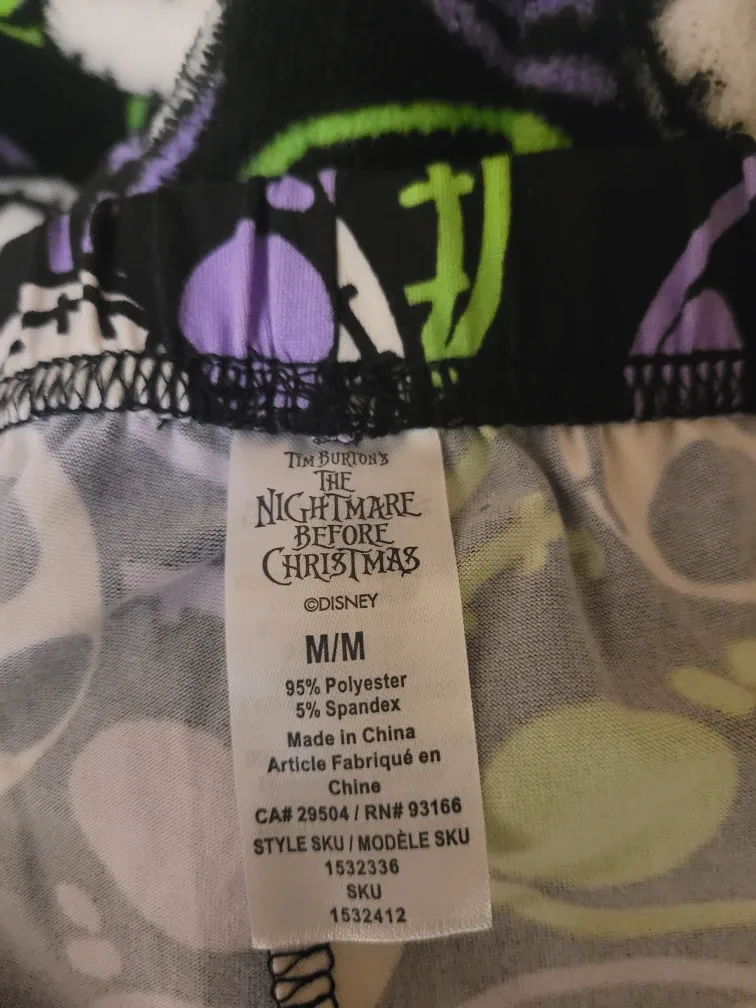 TIM BURTON'S
THE
NIGHTMARE
BEFORE
CHRISTMAS
©DISNEY
M/M
95% Polyester
5% Spandex
Made in China
Article Fabriqué en
Chine
CA# 29504 / RN# 93166
STYLE SKU / MODÈLE SKU
1532336
SKU
1532412